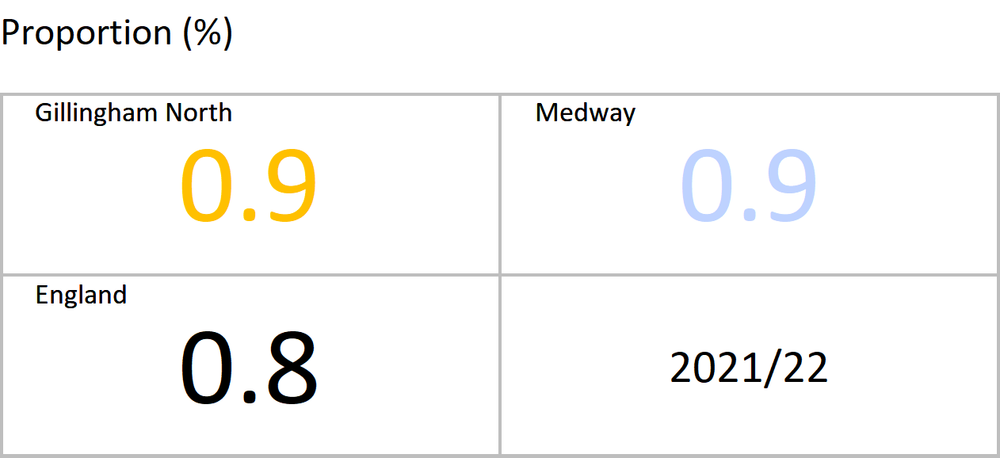 Proportion (%)
Gillingham North
0.9
Medway
0.9
England
0.8
2021/22